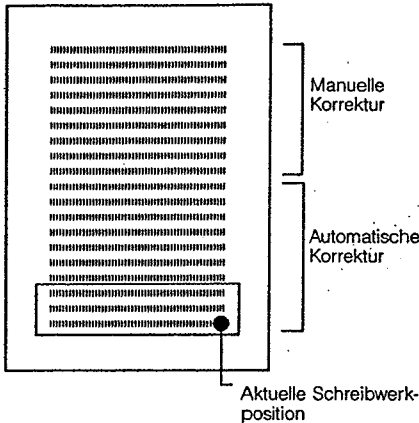 Manuelle
Korrektur
Automatische
Korrektur
Aktuelle Schreibwerk-
position